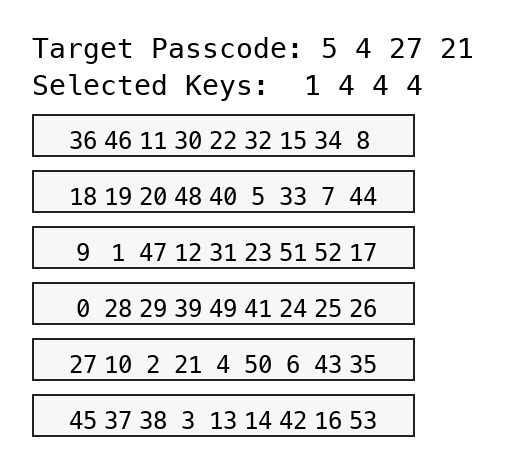 Target Passcode: 5 4 27 21
Selected Keys: 1 4 4 4
36 46 11 30 22 32 15 34 8
18 19 20 48 40 5 33 7 44
9 1 47 12 31 23 51 52 17
0 28 29 39 49 41 24 25 26
27 10 2 21 4 50 6 43 35
45 37 38 3 13 14 42 16 53